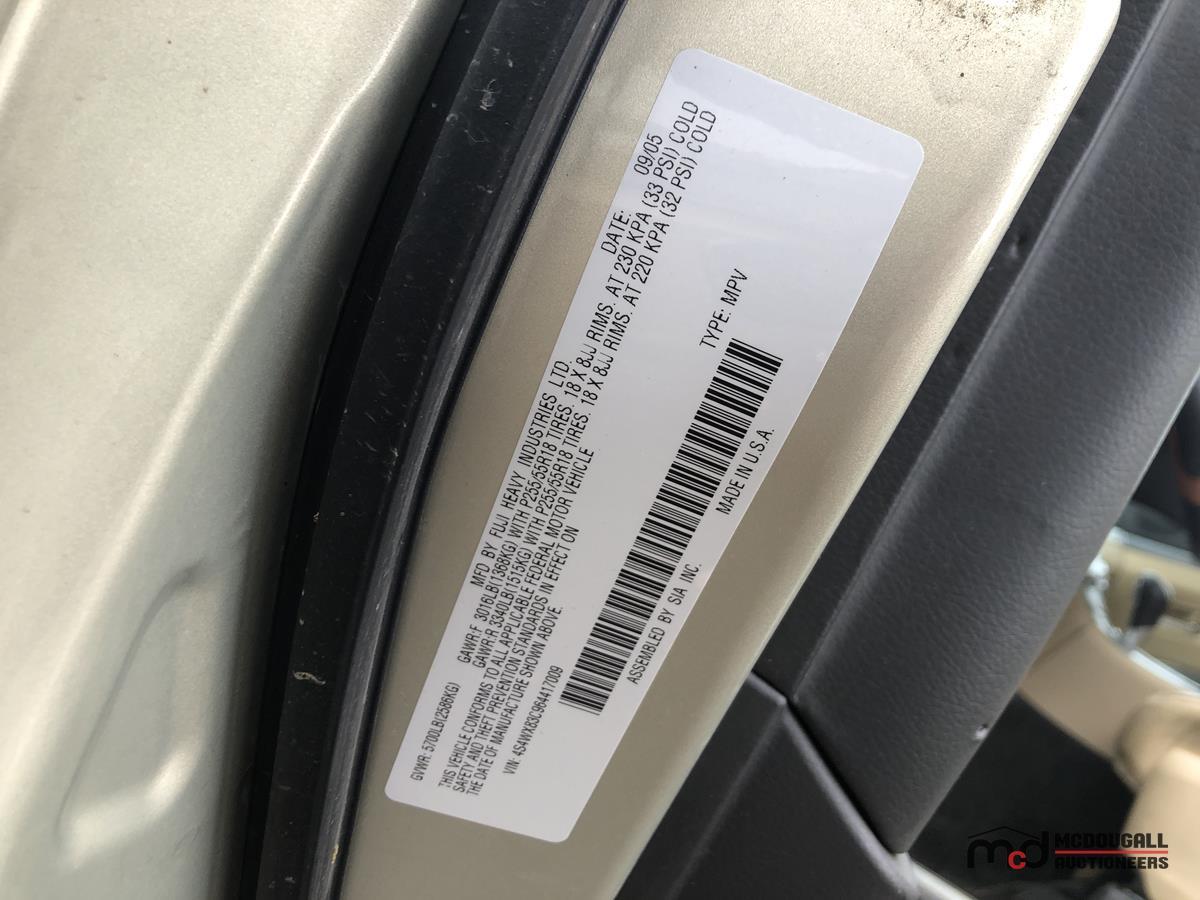 MFD BY FUJI HEAVY INDUSTRIES LTD. DATE: 09/05
GVWR: 5700LB(2586KG) GAWR:F 3016LB(1368KG) WITH P255/55R18 TIRES. 18 X 8JJ RIMS. AT 230 KPA (33 PSI) COLD
GAWR:R 3340LB(1515KG) WITH P255/55R18 TIRES. 18 X 8JJ RIMS. AT 220 KPA (32 PSI) COLD
THIS VEHICLE CONFORMS TO ALL APPLICABLE FEDERAL MOTOR VEHICLE
SAFETY AND THEFT PREVENTION STANDARDS IN EFFECT ON
THE DATE OF MANUFACTURE SHOWN ABOVE.
VIN: 4S4WX83C964417009 TYPE: MPV
ASSEMBLED BY SIA INC. MADE IN U.S.A.
mcd MCDOUGALL
AUCTIONEERS